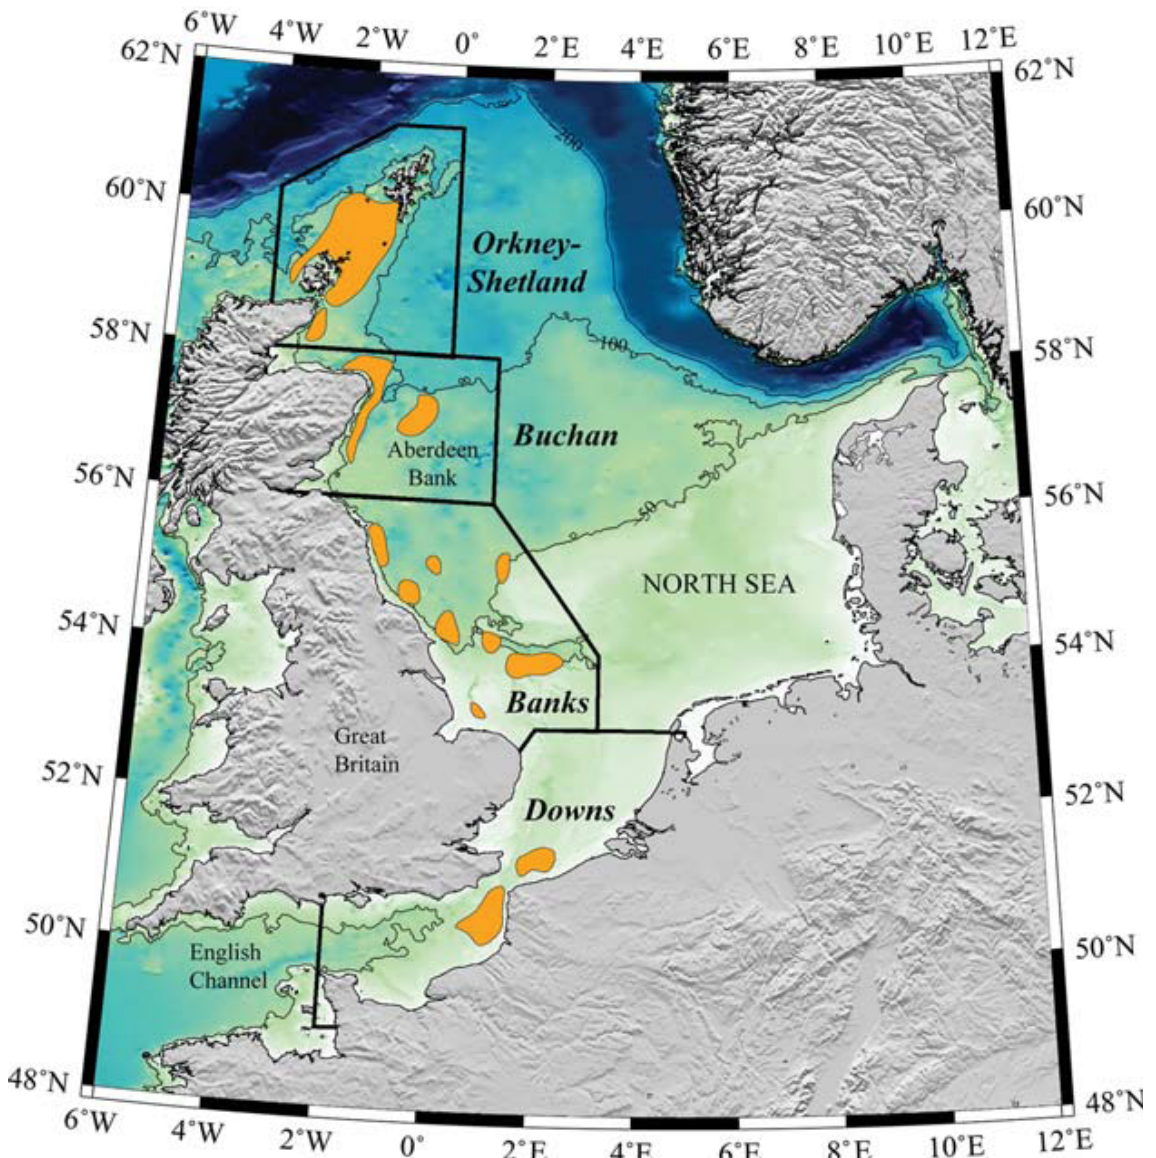 6˚W 4˚W 2˚W 0˚ 2˚E 4˚E 6˚E 8˚E 10˚E 12˚E
62˚N 62˚N
200
60˚N 60˚N
Orkney-
Shetland
58˚N 58˚N
100
Buchan
Aberdeen
Bank
56˚N 56˚N
50
NORTH SEA
54˚N 54˚N
Banks
Great
Britain
52˚N 52˚N
Downs
50˚N 50˚N
English
Channel
48˚N 48˚N
6˚W 4˚W 2˚W 0˚ 2˚E 4˚E 6˚E 8˚E 10˚E 12˚E